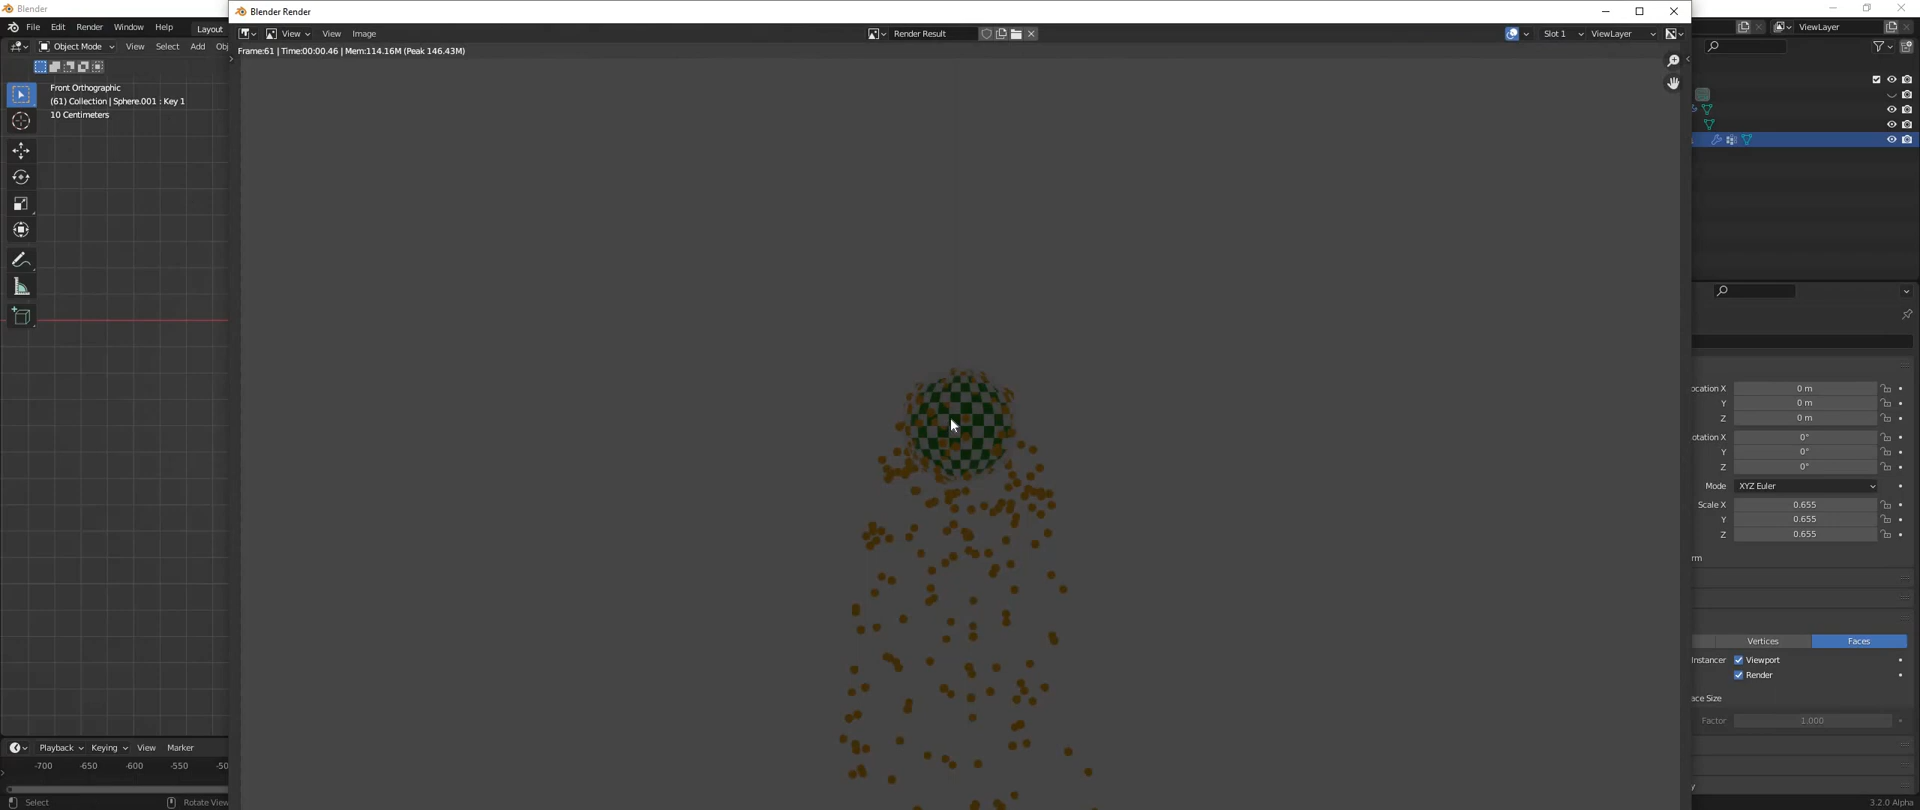 Blender
Blender Render
File Edit Render Window Help Layout
View View Image
Render Result
Slot 1 ViewLayer
ViewLayer
Object Mode View Select Add Obj
Frame:61 | Time:00:00.46 | Mem:114.16M (Peak 146.43M)
Front Orthographic
(61) Collection | Sphere.001 : Key 1
10 Centimeters
ocation X 0 m
Y 0 m
Z 0 m
otation X 0°
Y 0°
Z 0°
Mode XYZ Euler
Scale X 0.655
Y 0.655
Z 0.655
rm
Vertices Faces
Instancer Viewport
Render
ace Size
Factor 1.000
Playback Keying View Marker
-700 -650 -600 -550 -50
Select Rotate View
3.2.0 Alpha